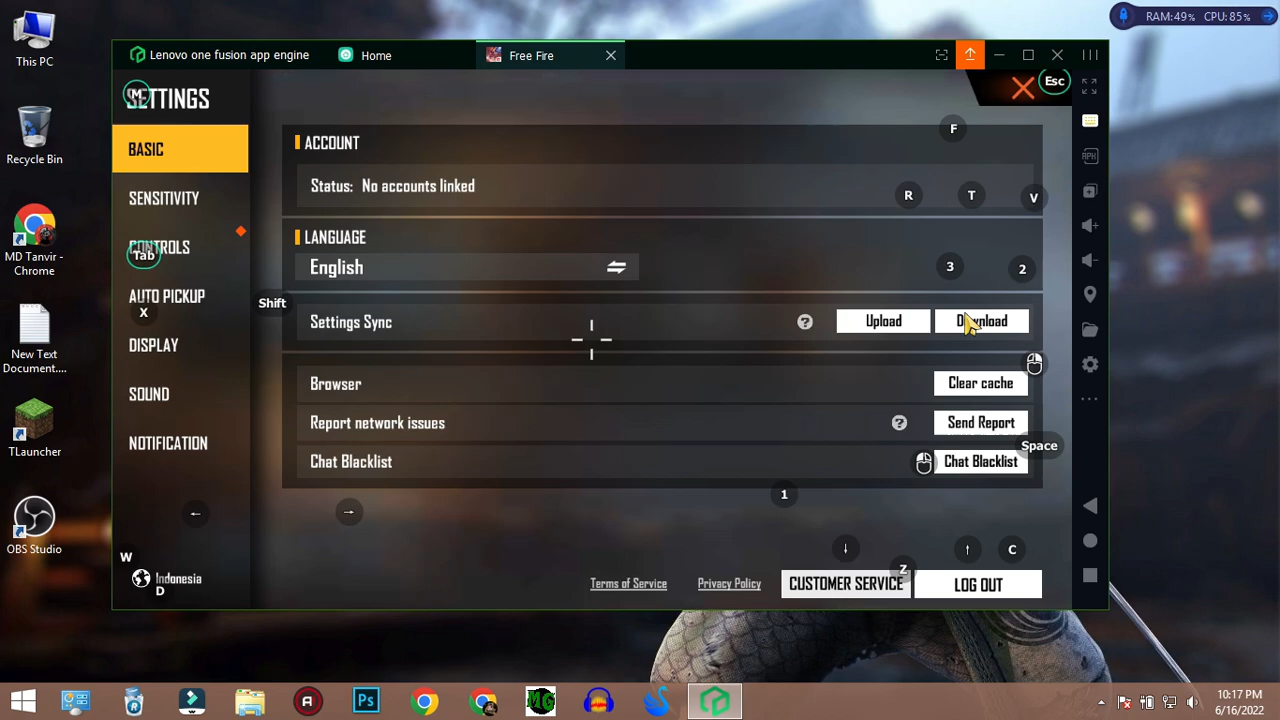 RAM:49% CPU:85%
This PC
Recycle Bin
MD Tanvir -
Chrome
New Text
Document....
TLauncher
OBS Studio
Lenovo one fusion app engine
Home
Free Fire
Esc
SETTINGS
M
BASIC
SENSITIVITY
CONTROLS
Tab
AUTO PICKUP
X
DISPLAY
SOUND
NOTIFICATION
W
Indonesia
D
ACCOUNT
F
Status: No accounts linked
R
T
V
LANGUAGE
English
3
2
Shift
Settings Sync
?
Upload
Download
Browser
Clear cache
Report network issues
?
Send Report
Space
Chat Blacklist
Chat Blacklist
1
←
→
↓
↑
C
Z
Terms of Service
Privacy Policy
CUSTOMER SERVICE
LOG OUT
APK
Ps
MG
10:17 PM
6/16/2022